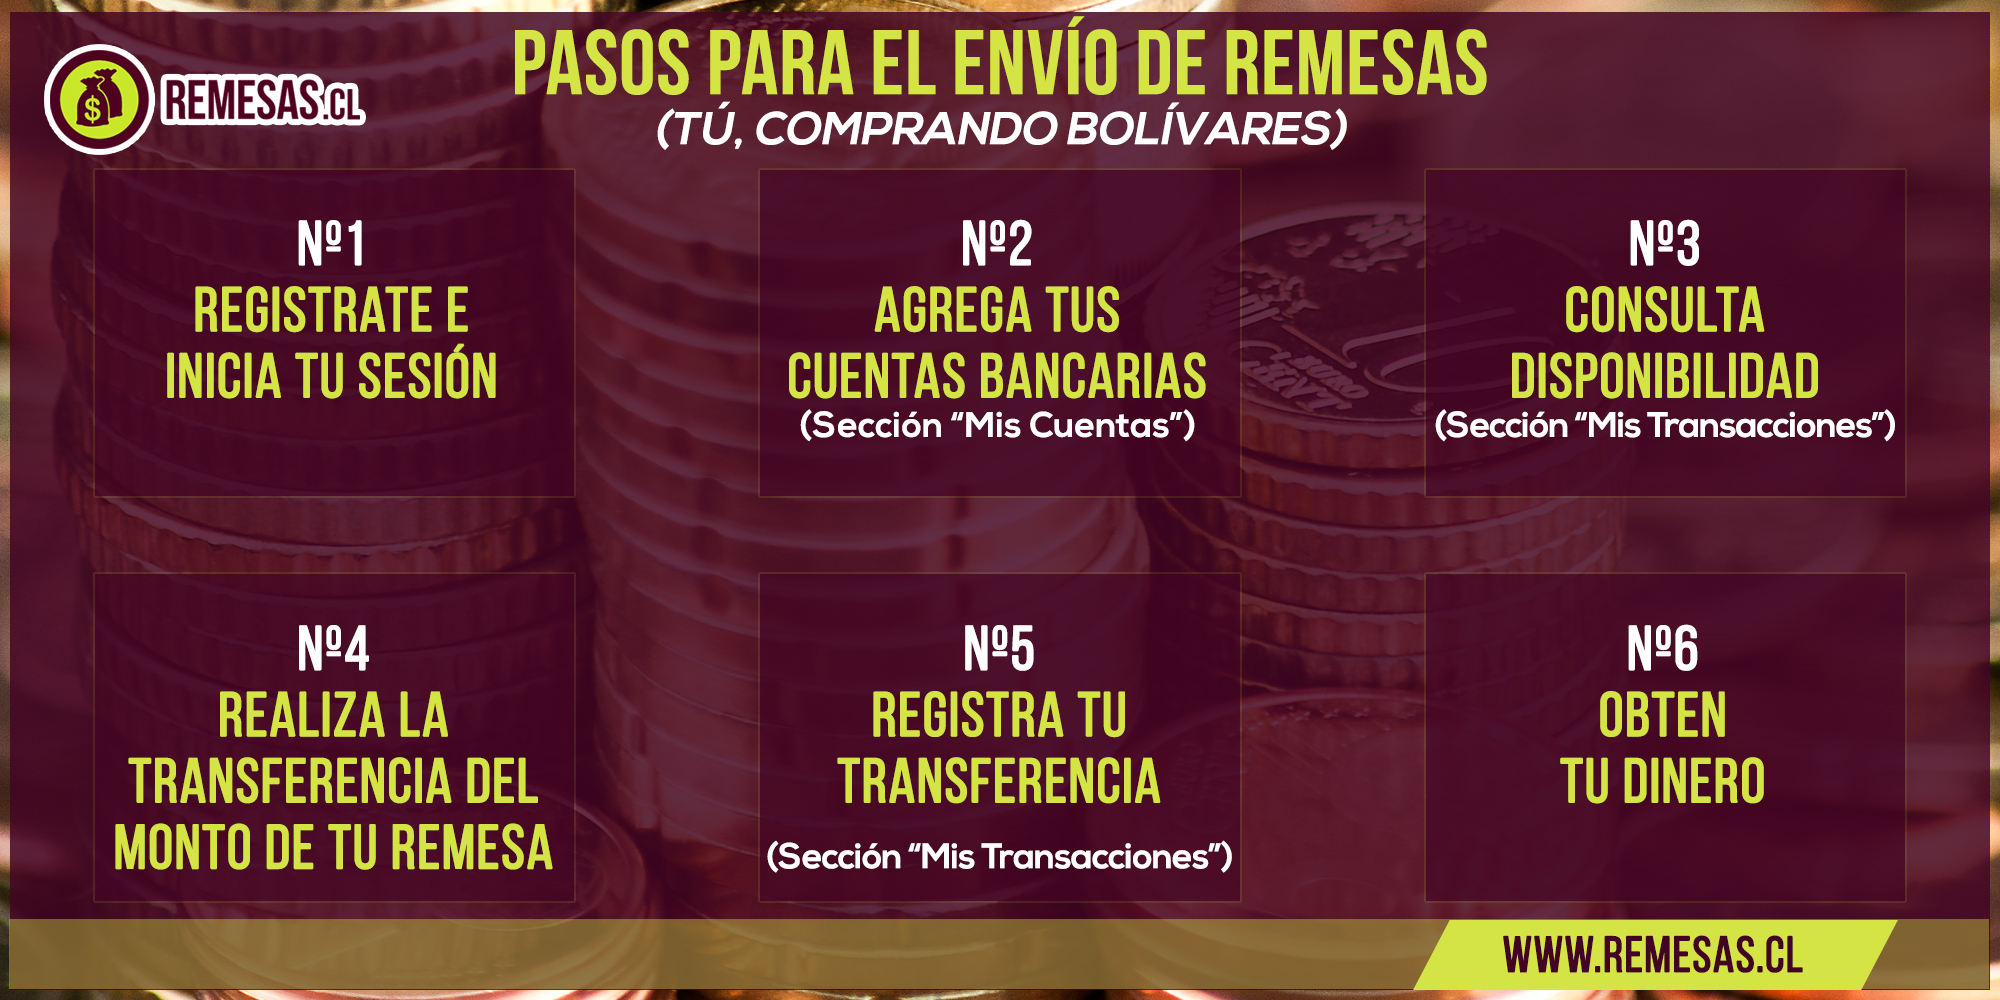 REMESAS.CL
PASOS PARA EL ENVÍO DE REMESAS
(TÚ, COMPRANDO BOLÍVARES)
Nº1
REGISTRATE E
INICIA TU SESIÓN
Nº2
AGREGA TUS
CUENTAS BANCARIAS
(Sección “Mis Cuentas”)
Nº3
CONSULTA
DISPONIBILIDAD
(Sección “Mis Transacciones”)
Nº4
REALIZA LA
TRANSFERENCIA DEL
MONTO DE TU REMESA
Nº5
REGISTRA TU
TRANSFERENCIA
(Sección “Mis Transacciones”)
Nº6
OBTEN
TU DINERO
WWW.REMESAS.CL